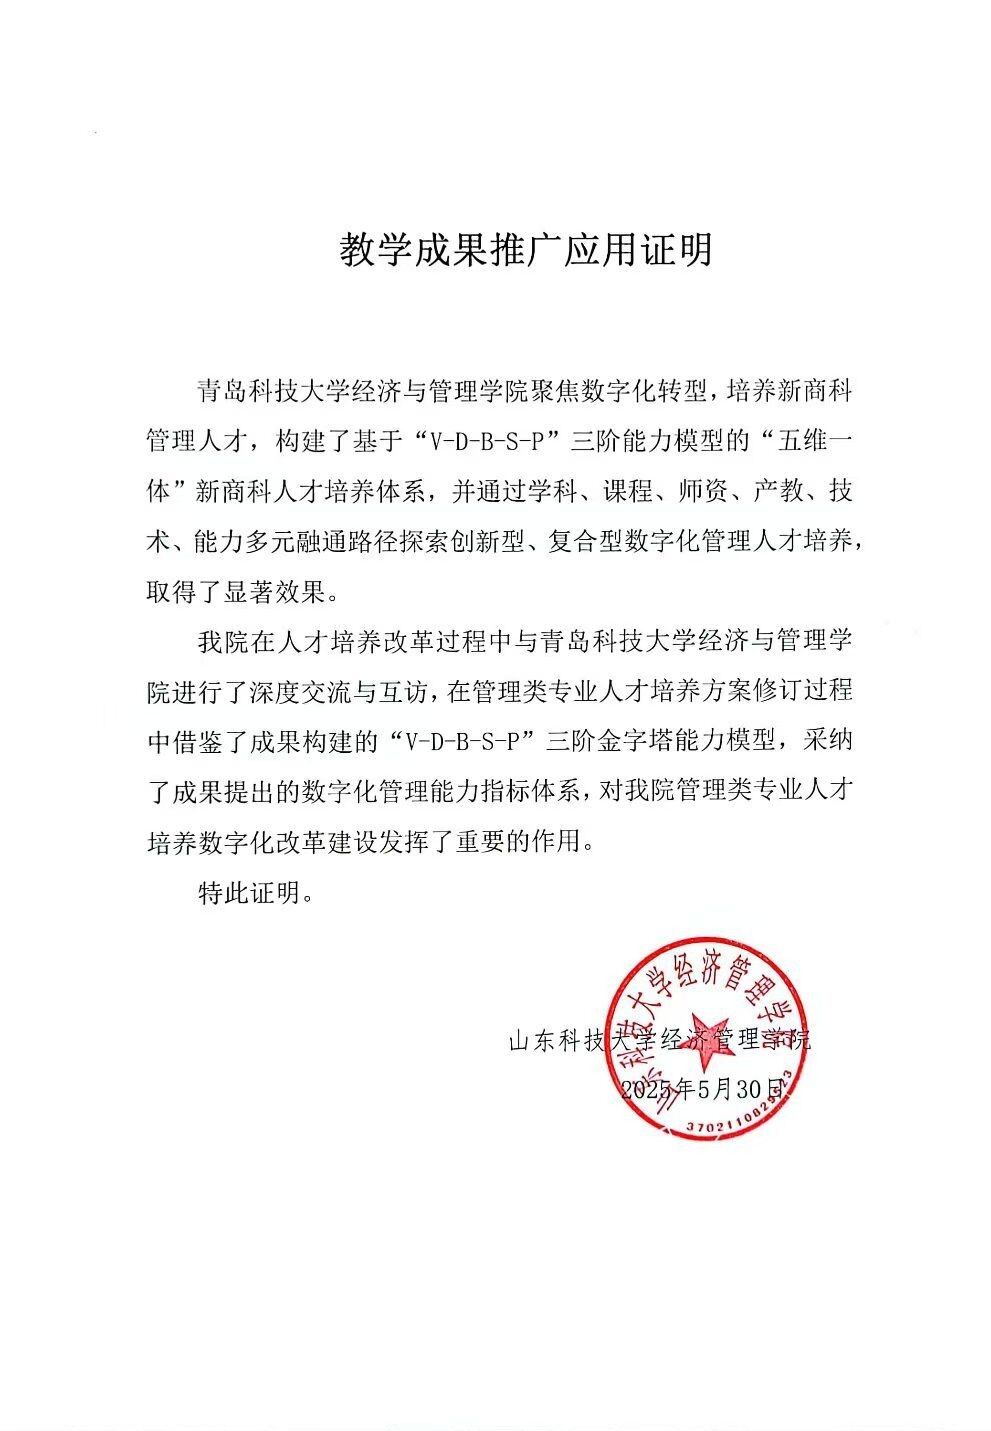 教学成果推广应用证明
青岛科技大学经济与管理学院聚焦数字化转型，培养新商科
管理人才，构建了基于“V-D-B-S-P”三阶能力模型的“五维一
体”新商科人才培养体系，并通过学科、课程、师资、产教、技
术、能力多元融通路径探索创新型、复合型数字化管理人才培养，
取得了显著效果。
我院在人才培养改革过程中与青岛科技大学经济与管理学
院进行了深度交流与互访，在管理类专业人才培养方案修订过程
中借鉴了成果构建的“V-D-B-S-P”三阶金字塔能力模型，采纳
了成果提出的数字化管理能力指标体系，对我院管理类专业人才
培养数字化改革建设发挥了重要的作用。
特此证明。
山东科技大学经济管理学院
山东科技大学经济管理学院
2025年5月30日